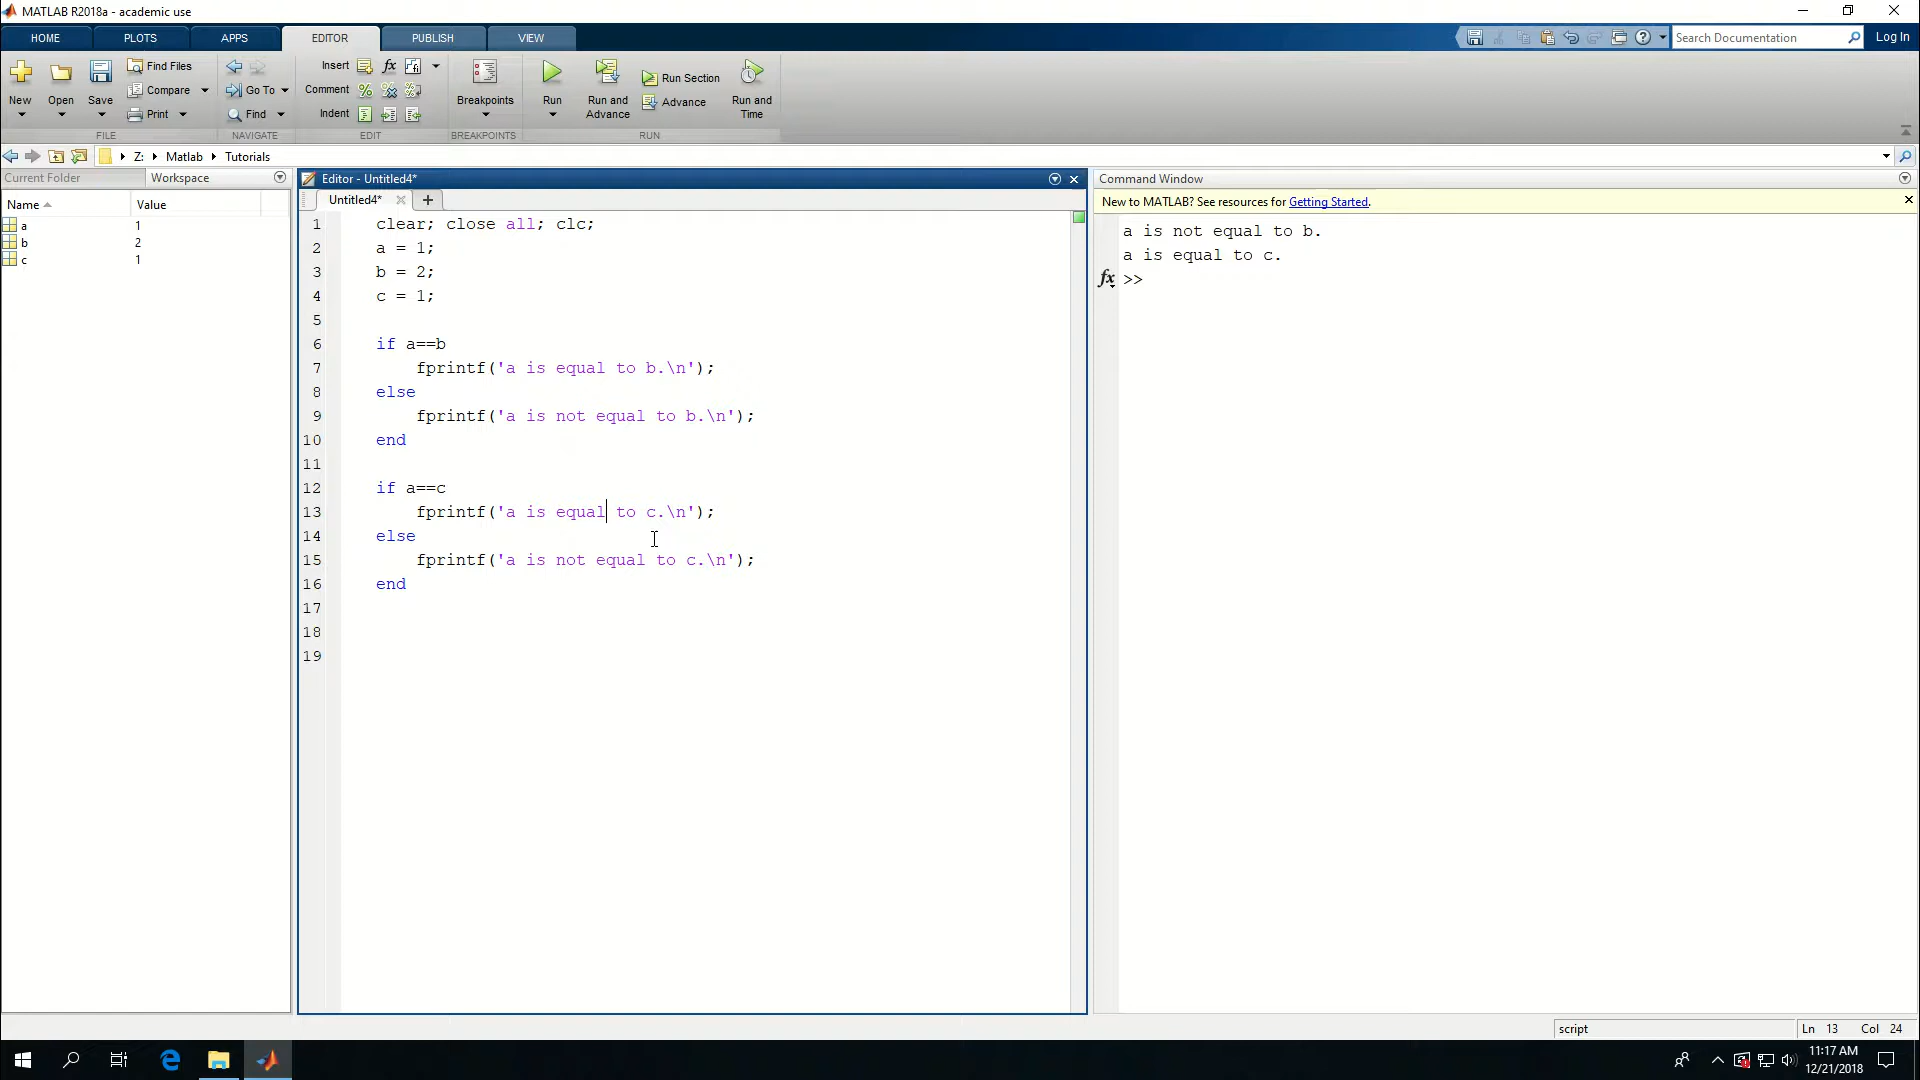 MATLAB R2018a - academic use
HOME PLOTS APPS EDITOR PUBLISH VIEW Search Documentation Log In
New Open Save Find Files Compare Print Go To Find Insert fx Comment Indent Breakpoints Run Run and Advance Run Section Advance Run and Time
FILE NAVIGATE EDIT BREAKPOINTS RUN
Z: Matlab Tutorials
Current Folder Workspace
Name Value
a 1
b 2
c 1
Editor - Untitled4*
Untitled4* +
1 clear; close all; clc;
2 a = 1;
3 b = 2;
4 c = 1;
5
6 if a==b
7 fprintf('a is equal to b.\n');
8 else
9 fprintf('a is not equal to b.\n');
10 end
11
12 if a==c
13 fprintf('a is equal to c.\n');
14 else
15 fprintf('a is not equal to c.\n');
16 end
17
18
19
Command Window
New to MATLAB? See resources for Getting Started.
a is not equal to b.
a is equal to c.
fx >>
script Ln 13 Col 24
11:17 AM
12/21/2018